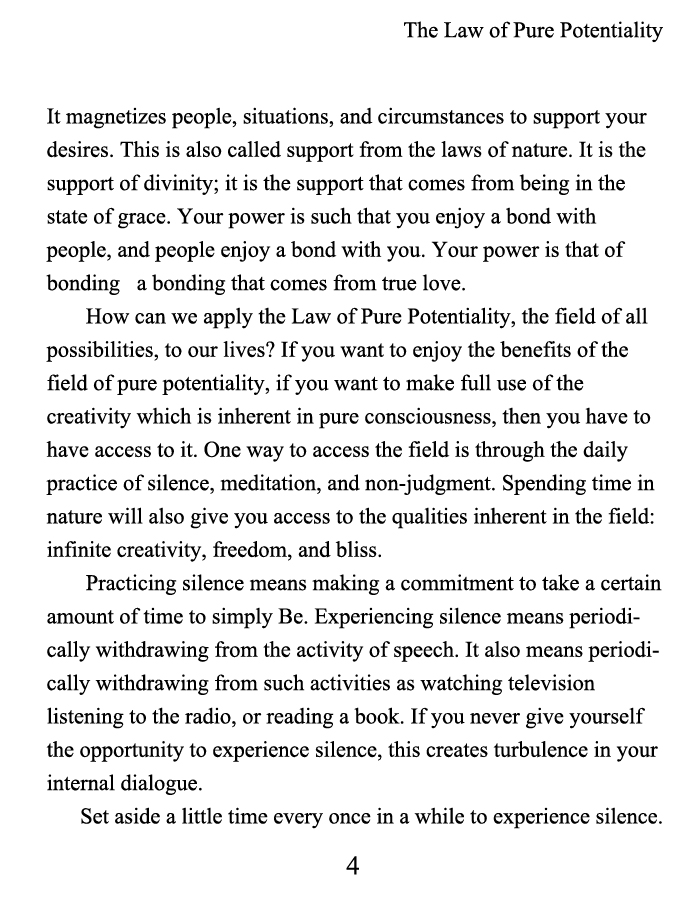 The Law of Pure Potentiality
It magnetizes people, situations, and circumstances to support your
desires. This is also called support from the laws of nature. It is the
support of divinity; it is the support that comes from being in the
state of grace. Your power is such that you enjoy a bond with
people, and people enjoy a bond with you. Your power is that of
bonding   a bonding that comes from true love.
How can we apply the Law of Pure Potentiality, the field of all
possibilities, to our lives? If you want to enjoy the benefits of the
field of pure potentiality, if you want to make full use of the
creativity which is inherent in pure consciousness, then you have to
have access to it. One way to access the field is through the daily
practice of silence, meditation, and non-judgment. Spending time in
nature will also give you access to the qualities inherent in the field:
infinite creativity, freedom, and bliss.
Practicing silence means making a commitment to take a certain
amount of time to simply Be. Experiencing silence means periodi-
cally withdrawing from the activity of speech. It also means periodi-
cally withdrawing from such activities as watching television
listening to the radio, or reading a book. If you never give yourself
the opportunity to experience silence, this creates turbulence in your
internal dialogue.
Set aside a little time every once in a while to experience silence.
4